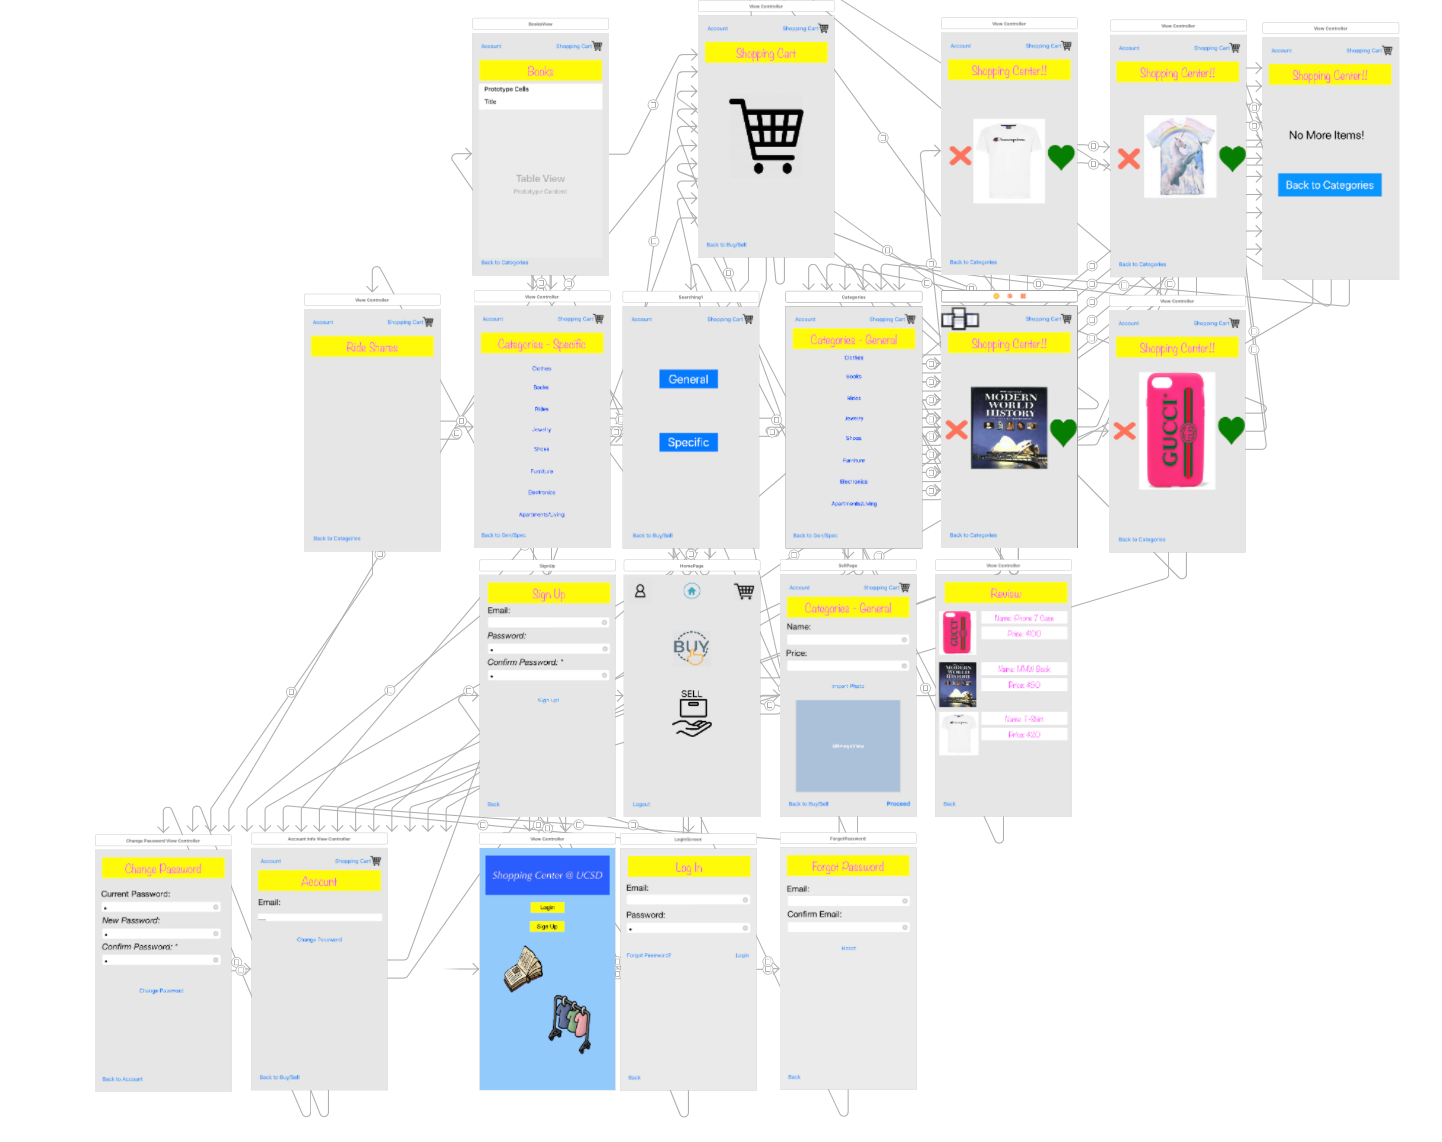 BooksView
Account
Shopping Cart
Books
Prototype Cells
Title
Table View
Prototype Content
Back to Categories
View Controller
Account
Shopping Cart
Shopping Cart
Back to Buy/Sell
View Controller
Account
Shopping Cart
Shopping Center!!
Back to Categories
View Controller
Account
Shopping Cart
Shopping Center!!
Back to Categories
View Controller
Account
Shopping Cart
Shopping Center!!
No More Items!
Back to Categories
View Controller
Account
Shopping Cart
Ride Shares
Back to Categories
View Controller
Account
Shopping Cart
Categories - Specific
Clothes
Books
Rides
Jewelry
Shoes
Furniture
Electronics
Apartments/Living
Back to Gen/Spec
Searching1
Account
Shopping Cart
General
Specific
Back to Buy/Sell
Categories
Account
Shopping Cart
Categories - General
Clothes
Books
Rides
Jewelry
Shoes
Furniture
Electronics
Apartments/Living
Back to Gen/Spec
Shopping Cart
Shopping Center!!
MODERN
WORLD
HISTORY
Back to Categories
View Controller
Account
Shopping Cart
Shopping Center!!
GUCCI
Back to Categories
SignUp
Sign Up
Email:
Password:
Confirm Password: *
Sign Up!
Back
HomePage
BUY
SELL
Logout
SellPage
Account
Shopping Cart
Categories - General
Name:
Price:
Import Photo
UIImageView
Back to Buy/Sell
Proceed
View Controller
Review
GUCCI
Name: iPhone 7 Case
Price: $100
MODERN
WORLD
HISTORY
Name: MMW Book
Price: $50
Name: T-Shirt
Price: $20
Back
Change Password View Controller
Change Password
Current Password:
New Password:
Confirm Password: *
Change Password
Back to Account
Account Info View Controller
Account
Shopping Cart
Account
Email:
Change Password
Back to Buy/Sell
View Controller
Shopping Center @ UCSD
Login
Sign Up
LoginScreen
Log In
Email:
Password:
Forgot Password?
Login
Back
ForgotPassword
Forgot Password
Email:
Confirm Email:
Reset
Back